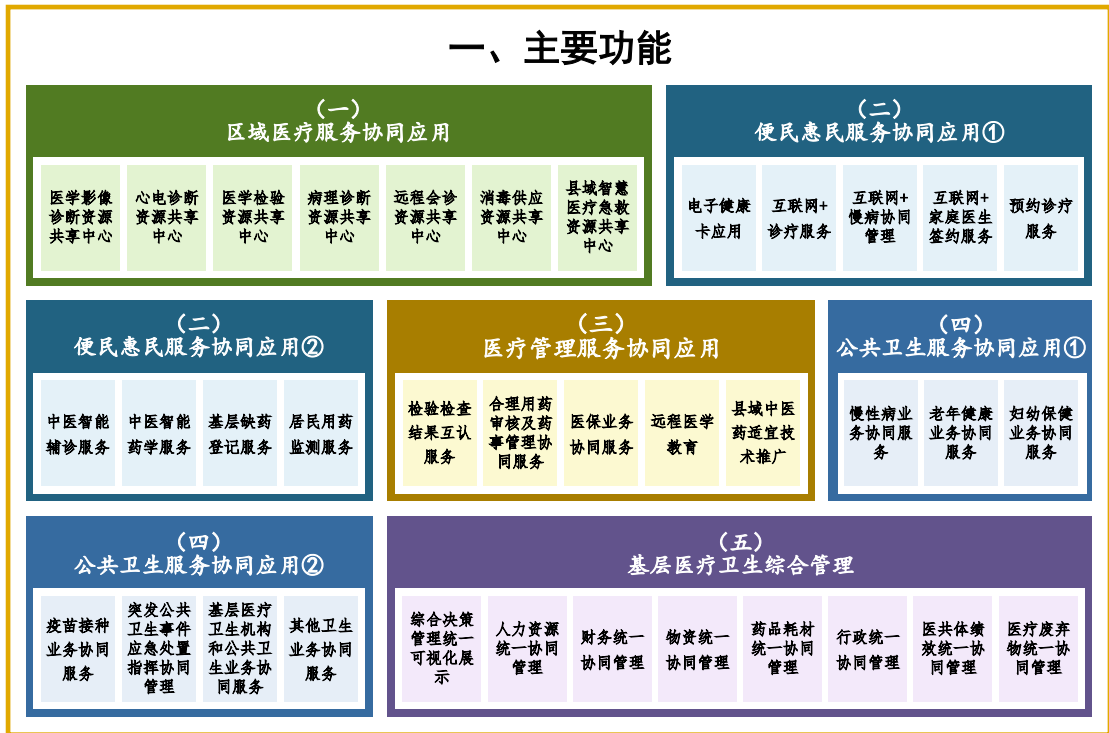 一、主要功能
（一）
区域医疗服务协同应用
医学影像
诊断资源
共享中心
心电诊断
资源共享
中心
医学检验
资源共享
中心
病理诊断
资源共享
中心
远程会诊
资源共享
中心
消毒供应
资源共享
中心
县域智慧
医疗急救
资源共享
中心
（二）
便民惠民服务协同应用①
电子健康
卡应用
互联网+
诊疗服务
互联网+
慢病协同
管理
互联网+
家庭医生
签约服务
预约诊疗
服务
（二）
便民惠民服务协同应用②
中医智能
辅诊服务
中医智能
药学服务
基层缺药
登记服务
居民用药
监测服务
（三）
医疗管理服务协同应用
检验检查
结果互认
服务
合理用药
审核及药
事管理协
同服务
医保业务
协同服务
远程医学
教育
县域中医
药适宜技
术推广
（四）
公共卫生服务协同应用①
慢性病业
务协同服
务
老年健康
业务协同
服务
妇幼保健
业务协同
服务
（四）
公共卫生服务协同应用②
疫苗接种
业务协同
服务
突发公共
卫生事件
应急处置
指挥协同
管理
基层医疗
卫生机构
和公共卫
生业务协
同服务
其他卫生
业务协同
服务
（五）
基层医疗卫生综合管理
综合决策
管理统一
可视化展
示
人力资源
统一协同
管理
财务统一
协同管理
物资统一
协同管理
药品耗材
统一协同
管理
行政统一
协同管理
医共体绩
效统一协
同管理
医疗废弃
物统一协
同管理